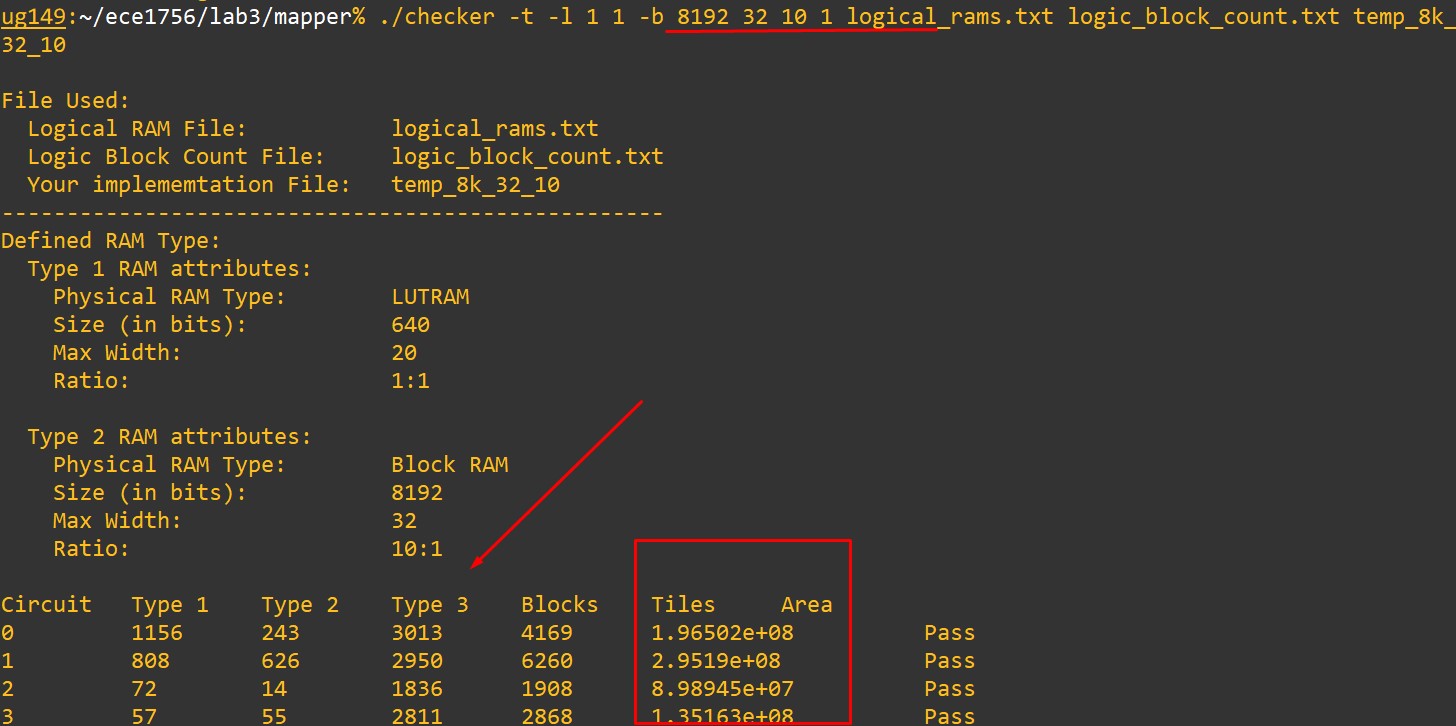 ug149:~/ece1756/lab3/mapper% ./checker -t -l 1 1 -b 8192 32 10 1 logical_rams.txt logic_block_count.txt temp_8k_
32_10
File Used:
Logical RAM File: logical_rams.txt
Logic Block Count File: logic_block_count.txt
Your implememtation File: temp_8k_32_10
---------------------------------------------------
Defined RAM Type:
Type 1 RAM attributes:
Physical RAM Type: LUTRAM
Size (in bits): 640
Max Width: 20
Ratio: 1:1
Type 2 RAM attributes:
Physical RAM Type: Block RAM
Size (in bits): 8192
Max Width: 32
Ratio: 10:1
Circuit Type 1 Type 2 Type 3 Blocks Tiles Area
0 1156 243 3013 4169 1.96502e+08 Pass
1 808 626 2950 6260 2.9519e+08 Pass
2 72 14 1836 1908 8.98945e+07 Pass
3 57 55 2811 2868 1.35163e+08 Pass